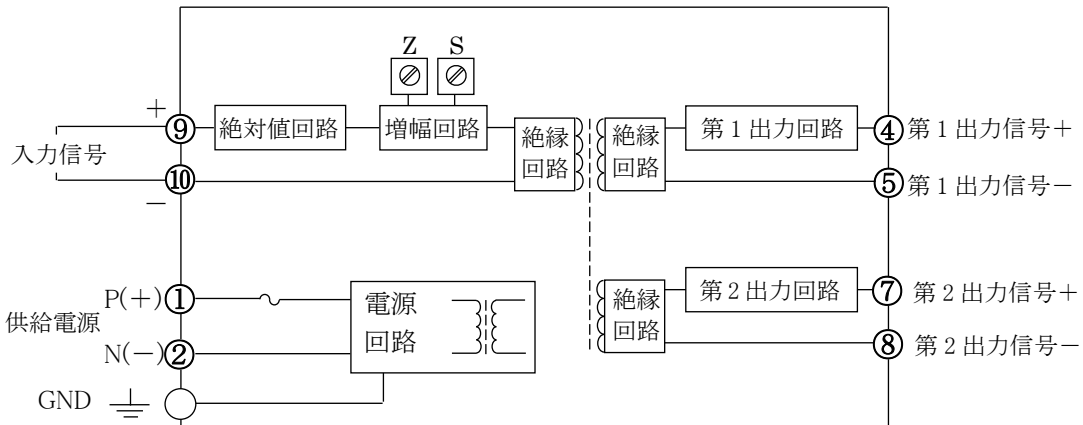 Z S
+
⑨ 絶対値回路 増幅回路 絶縁回路 絶縁回路 第1出力回路 ④ 第1出力信号+
入力信号
⑩ ⑤ 第1出力信号−
−
P(+) ① 電源回路 絶縁回路 第2出力回路 ⑦ 第2出力信号+
供給電源
N(−) ② ⑧ 第2出力信号−
GND